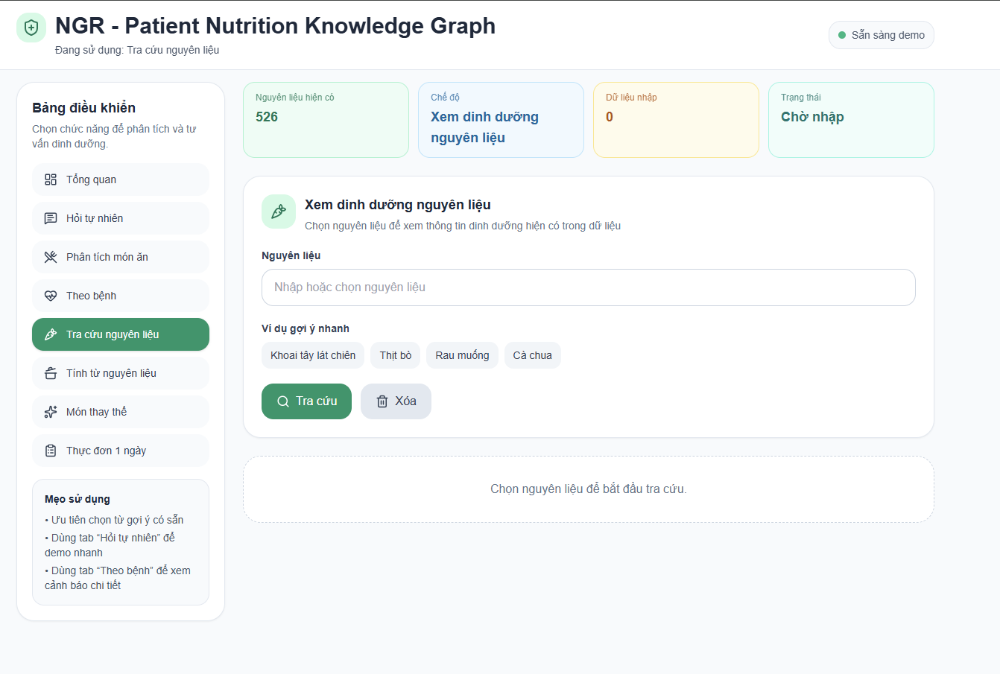 NGR - Patient Nutrition Knowledge Graph
Đang sử dụng: Tra cứu nguyên liệu
Sẵn sàng demo
Bảng điều khiển
Chọn chức năng để phân tích và tư
vấn dinh dưỡng.
Tổng quan
Hỏi tự nhiên
Phân tích món ăn
Theo bệnh
Tra cứu nguyên liệu
Tính từ nguyên liệu
Món thay thế
Thực đơn 1 ngày
Mẹo sử dụng
• Ưu tiên chọn từ gợi ý có sẵn
• Dùng tab “Hỏi tự nhiên” để
demo nhanh
• Dùng tab “Theo bệnh” để xem
cảnh báo chi tiết
Nguyên liệu hiện có
526
Chế độ
Xem dinh dưỡng
nguyên liệu
Dữ liệu nhập
0
Trạng thái
Chờ nhập
Xem dinh dưỡng nguyên liệu
Chọn nguyên liệu để xem thông tin dinh dưỡng hiện có trong dữ liệu
Nguyên liệu
Nhập hoặc chọn nguyên liệu
Ví dụ gợi ý nhanh
Khoai tây lát chiên
Thịt bò
Rau muống
Cà chua
Tra cứu
Xóa
Chọn nguyên liệu để bắt đầu tra cứu.